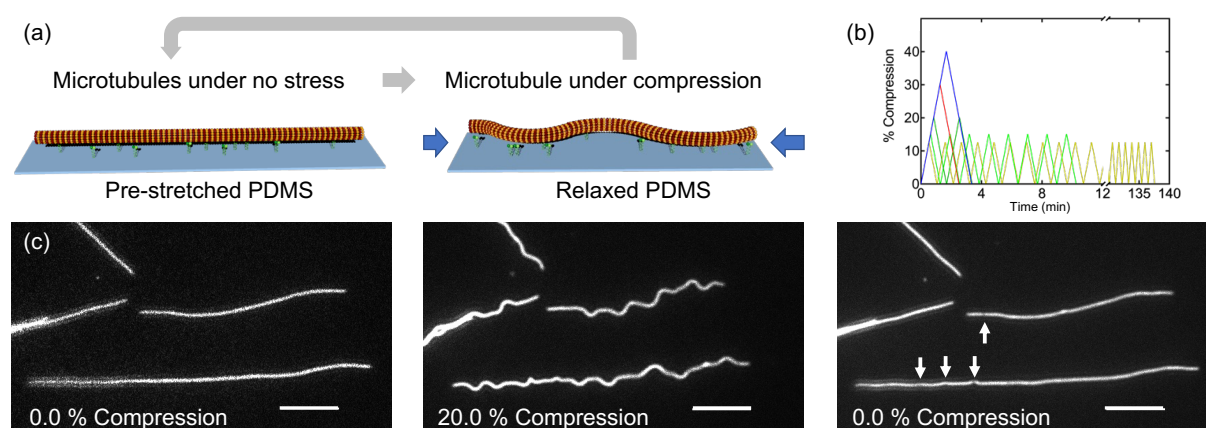 (a)
Microtubules under no stress
Microtubule under compression
Pre-stretched PDMS
Relaxed PDMS
(b)
% Compression
40
30
20
10
0
0
4
8
12
135
140
Time (min)
(c)
0.0 % Compression
20.0 % Compression
0.0 % Compression